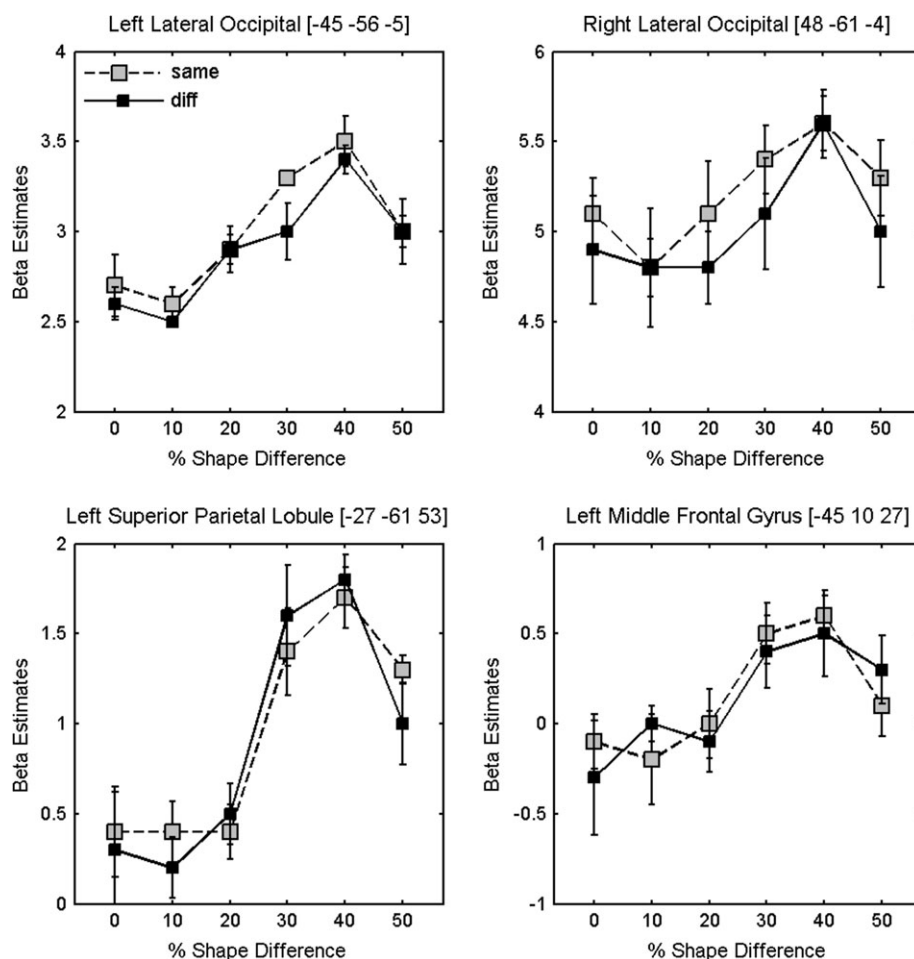 Left Lateral Occipital [-45 -56 -5]
4
3.5
3
2.5
2
Beta Estimates
same
diff
0 10 20 30 40 50
% Shape Difference
Right Lateral Occipital [48 -61 -4]
6
5.5
5
4.5
4
Beta Estimates
0 10 20 30 40 50
% Shape Difference
Left Superior Parietal Lobule [-27 -61 53]
2
1.5
1
0.5
0
Beta Estimates
0 10 20 30 40 50
% Shape Difference
Left Middle Frontal Gyrus [-45 10 27]
1
0.5
0
-0.5
-1
Beta Estimates
0 10 20 30 40 50
% Shape Difference